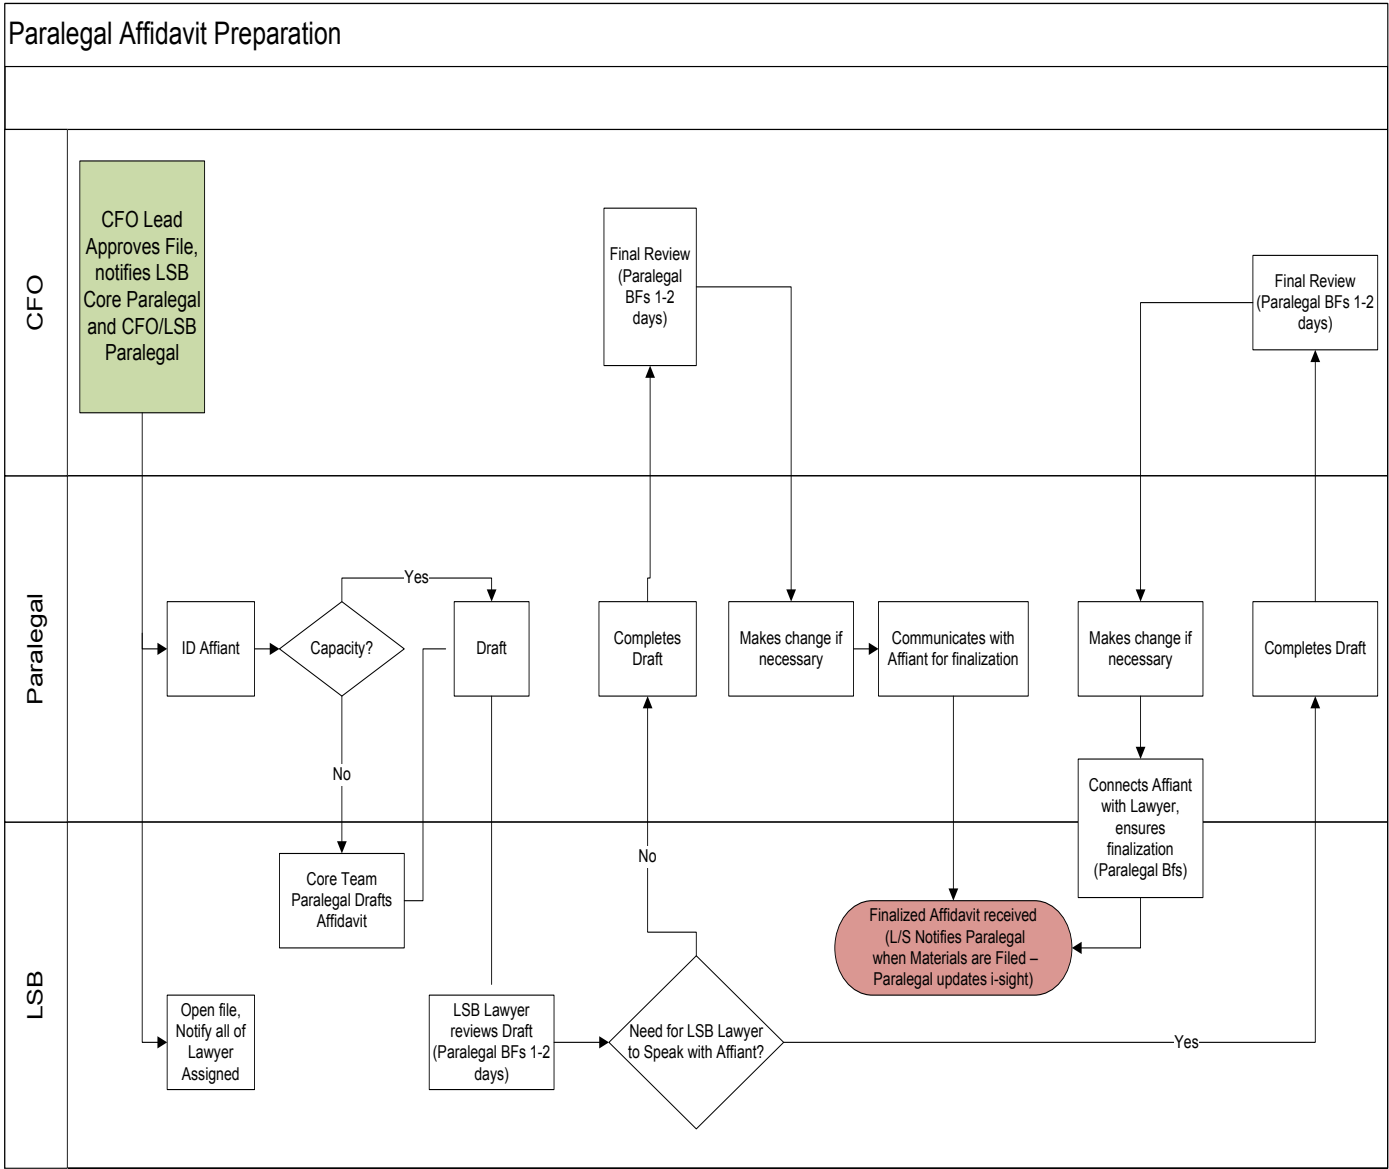 Paralegal Affidavit Preparation
CFO
CFO Lead
Approves File,
notifies LSB
Core Paralegal
and CFO/LSB
Paralegal
Final Review
(Paralegal
BFs 1-2
days)
Final Review
(Paralegal BFs 1-2
days)
Paralegal
ID Affiant
Capacity?
Yes
No
Draft
Completes
Draft
Makes change if
necessary
Communicates with
Affiant for finalization
Makes change if
necessary
Completes Draft
Connects Affiant
with Lawyer,
ensures
finalization
(Paralegal Bfs)
LSB
Core Team
Paralegal Drafts
Affidavit
No
Finalized Affidavit received
(L/S Notifies Paralegal
when Materials are Filed –
Paralegal updates i-sight)
Open file,
Notify all of
Lawyer
Assigned
LSB Lawyer
reviews Draft
(Paralegal BFs 1-2
days)
Need for LSB Lawyer
to Speak with Affiant?
Yes